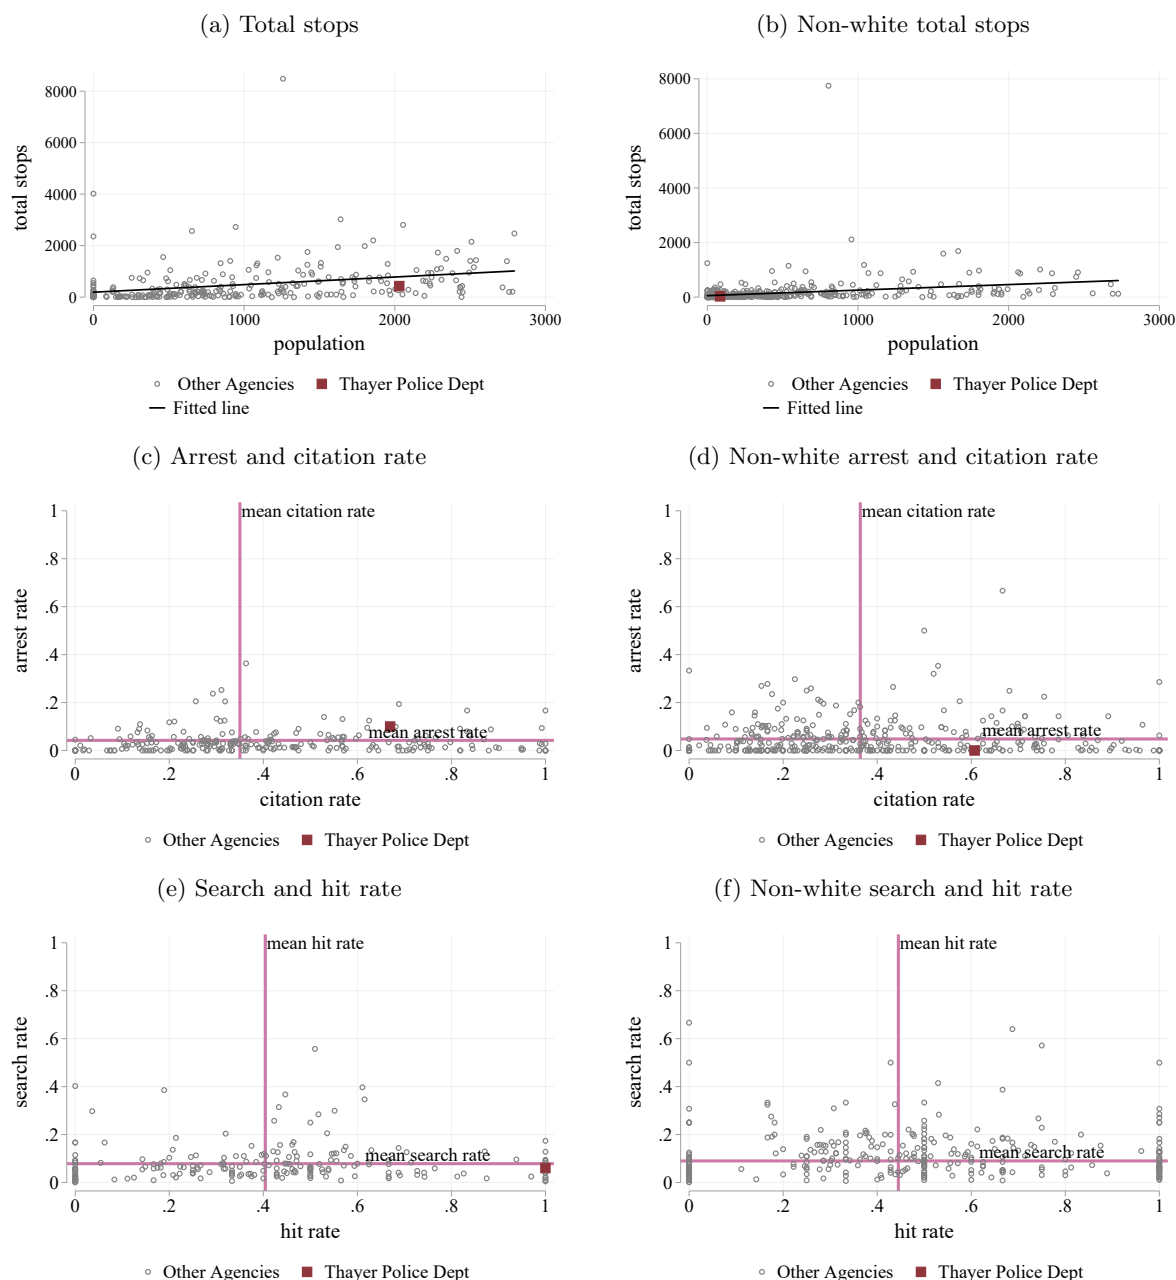 (a) Total stops
total stops
8000
6000
4000
2000
0
0 1000 2000 3000
population
Other Agencies Thayer Police Dept
Fitted line
(b) Non-white total stops
total stops
8000
6000
4000
2000
0
0 1000 2000 3000
population
Other Agencies Thayer Police Dept
Fitted line
(c) Arrest and citation rate
arrest rate
1
.8
.6
.4
.2
0
mean citation rate
mean arrest rate
0 .2 .4 .6 .8 1
citation rate
Other Agencies Thayer Police Dept
(d) Non-white arrest and citation rate
arrest rate
1
.8
.6
.4
.2
0
mean citation rate
mean arrest rate
0 .2 .4 .6 .8 1
citation rate
Other Agencies Thayer Police Dept
(e) Search and hit rate
search rate
1
.8
.6
.4
.2
0
mean hit rate
mean search rate
0 .2 .4 .6 .8 1
hit rate
Other Agencies Thayer Police Dept
(f) Non-white search and hit rate
search rate
1
.8
.6
.4
.2
0
mean hit rate
mean search rate
0 .2 .4 .6 .8 1
hit rate
Other Agencies Thayer Police Dept